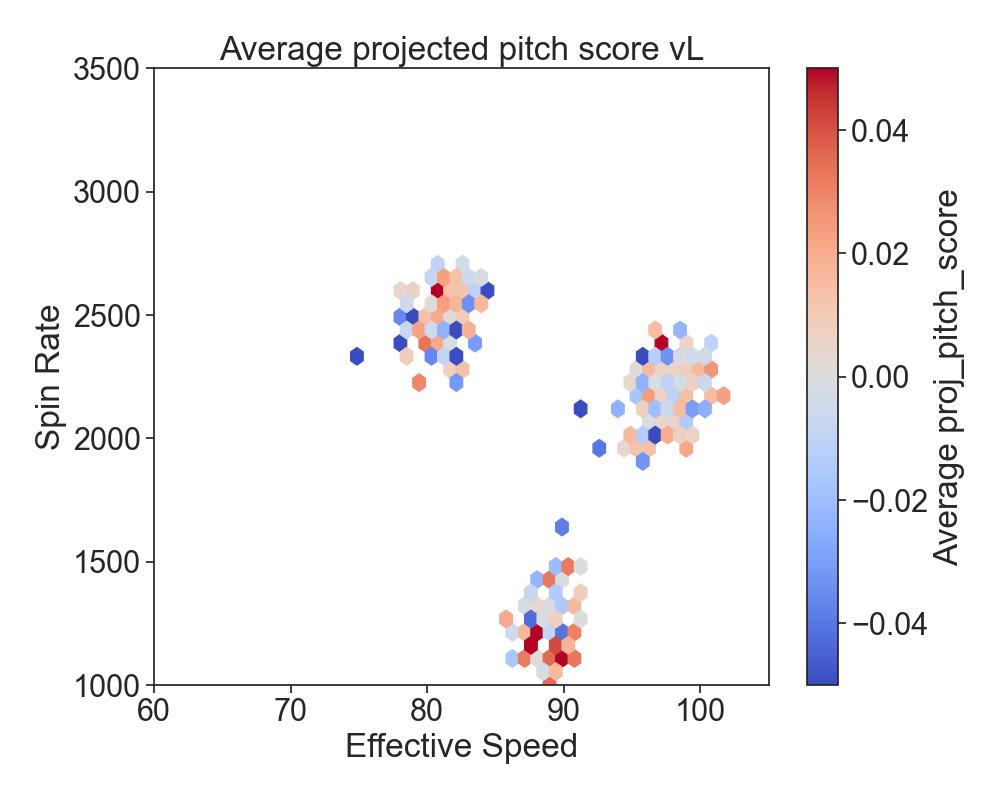 Average projected pitch score vL
3500
3000
2500
2000
1500
1000
Spin Rate
60 70 80 90 100
Effective Speed
0.04
0.02
0.00
−0.02
−0.04
Average proj_pitch_score